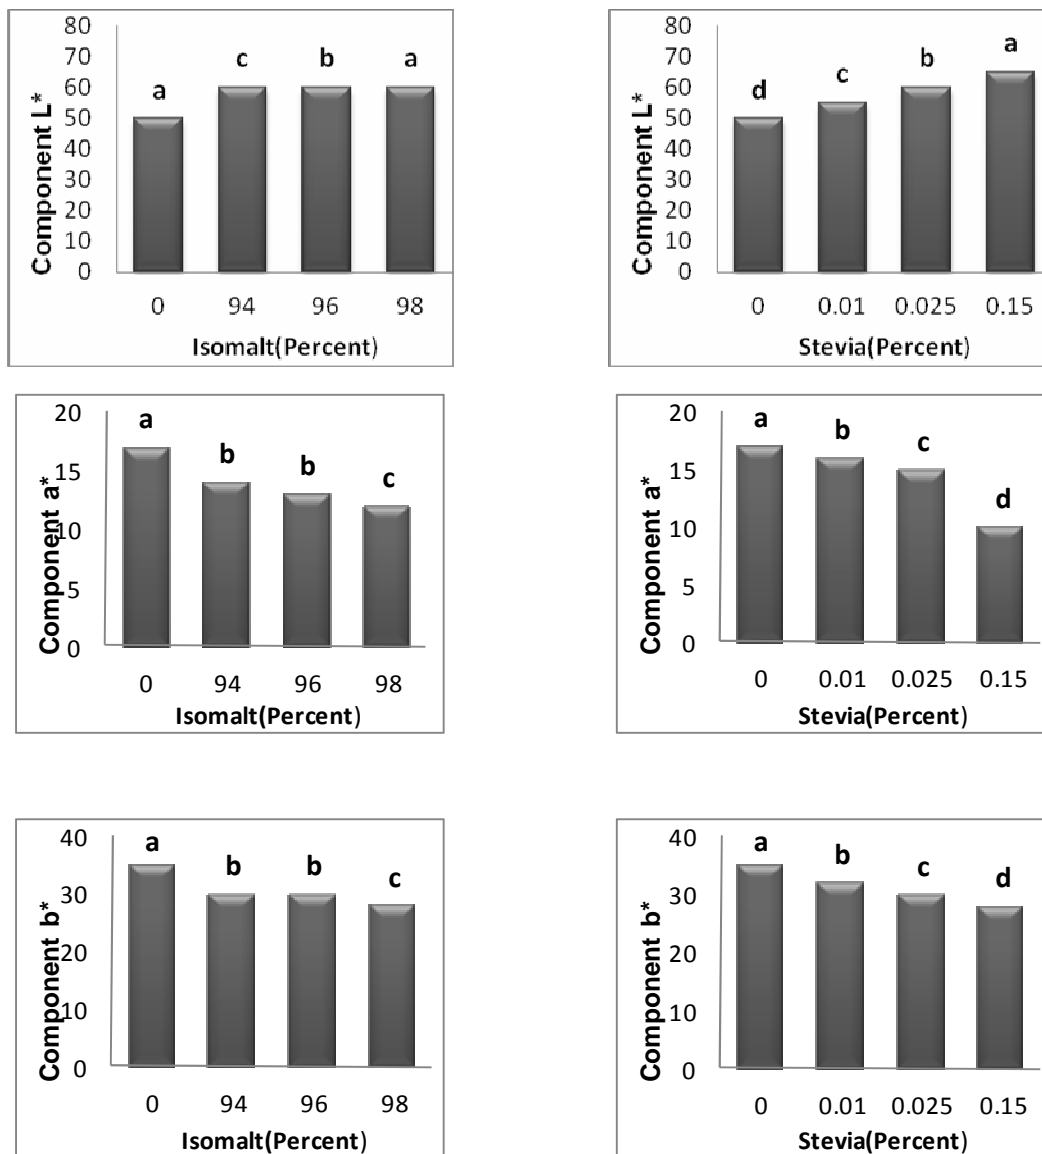 Component L*
80
70
60
50
40
30
20
10
0
a
c
b
a
0 94 96 98
Isomalt(Percent)
Component L*
80
70
60
50
40
30
20
10
0
d
c
b
a
0 0.01 0.025 0.15
Stevia(Percent)
Component a*
20
15
10
5
0
a
b
b
c
0 94 96 98
Isomalt(Percent)
Component a*
20
15
10
5
0
a
b
c
d
0 0.01 0.025 0.15
Stevia(Percent)
Component b*
40
30
20
10
0
a
b
b
c
0 94 96 98
Isomalt(Percent)
Component b*
40
30
20
10
0
a
b
c
d
0 0.01 0.025 0.15
Stevia(Percent)